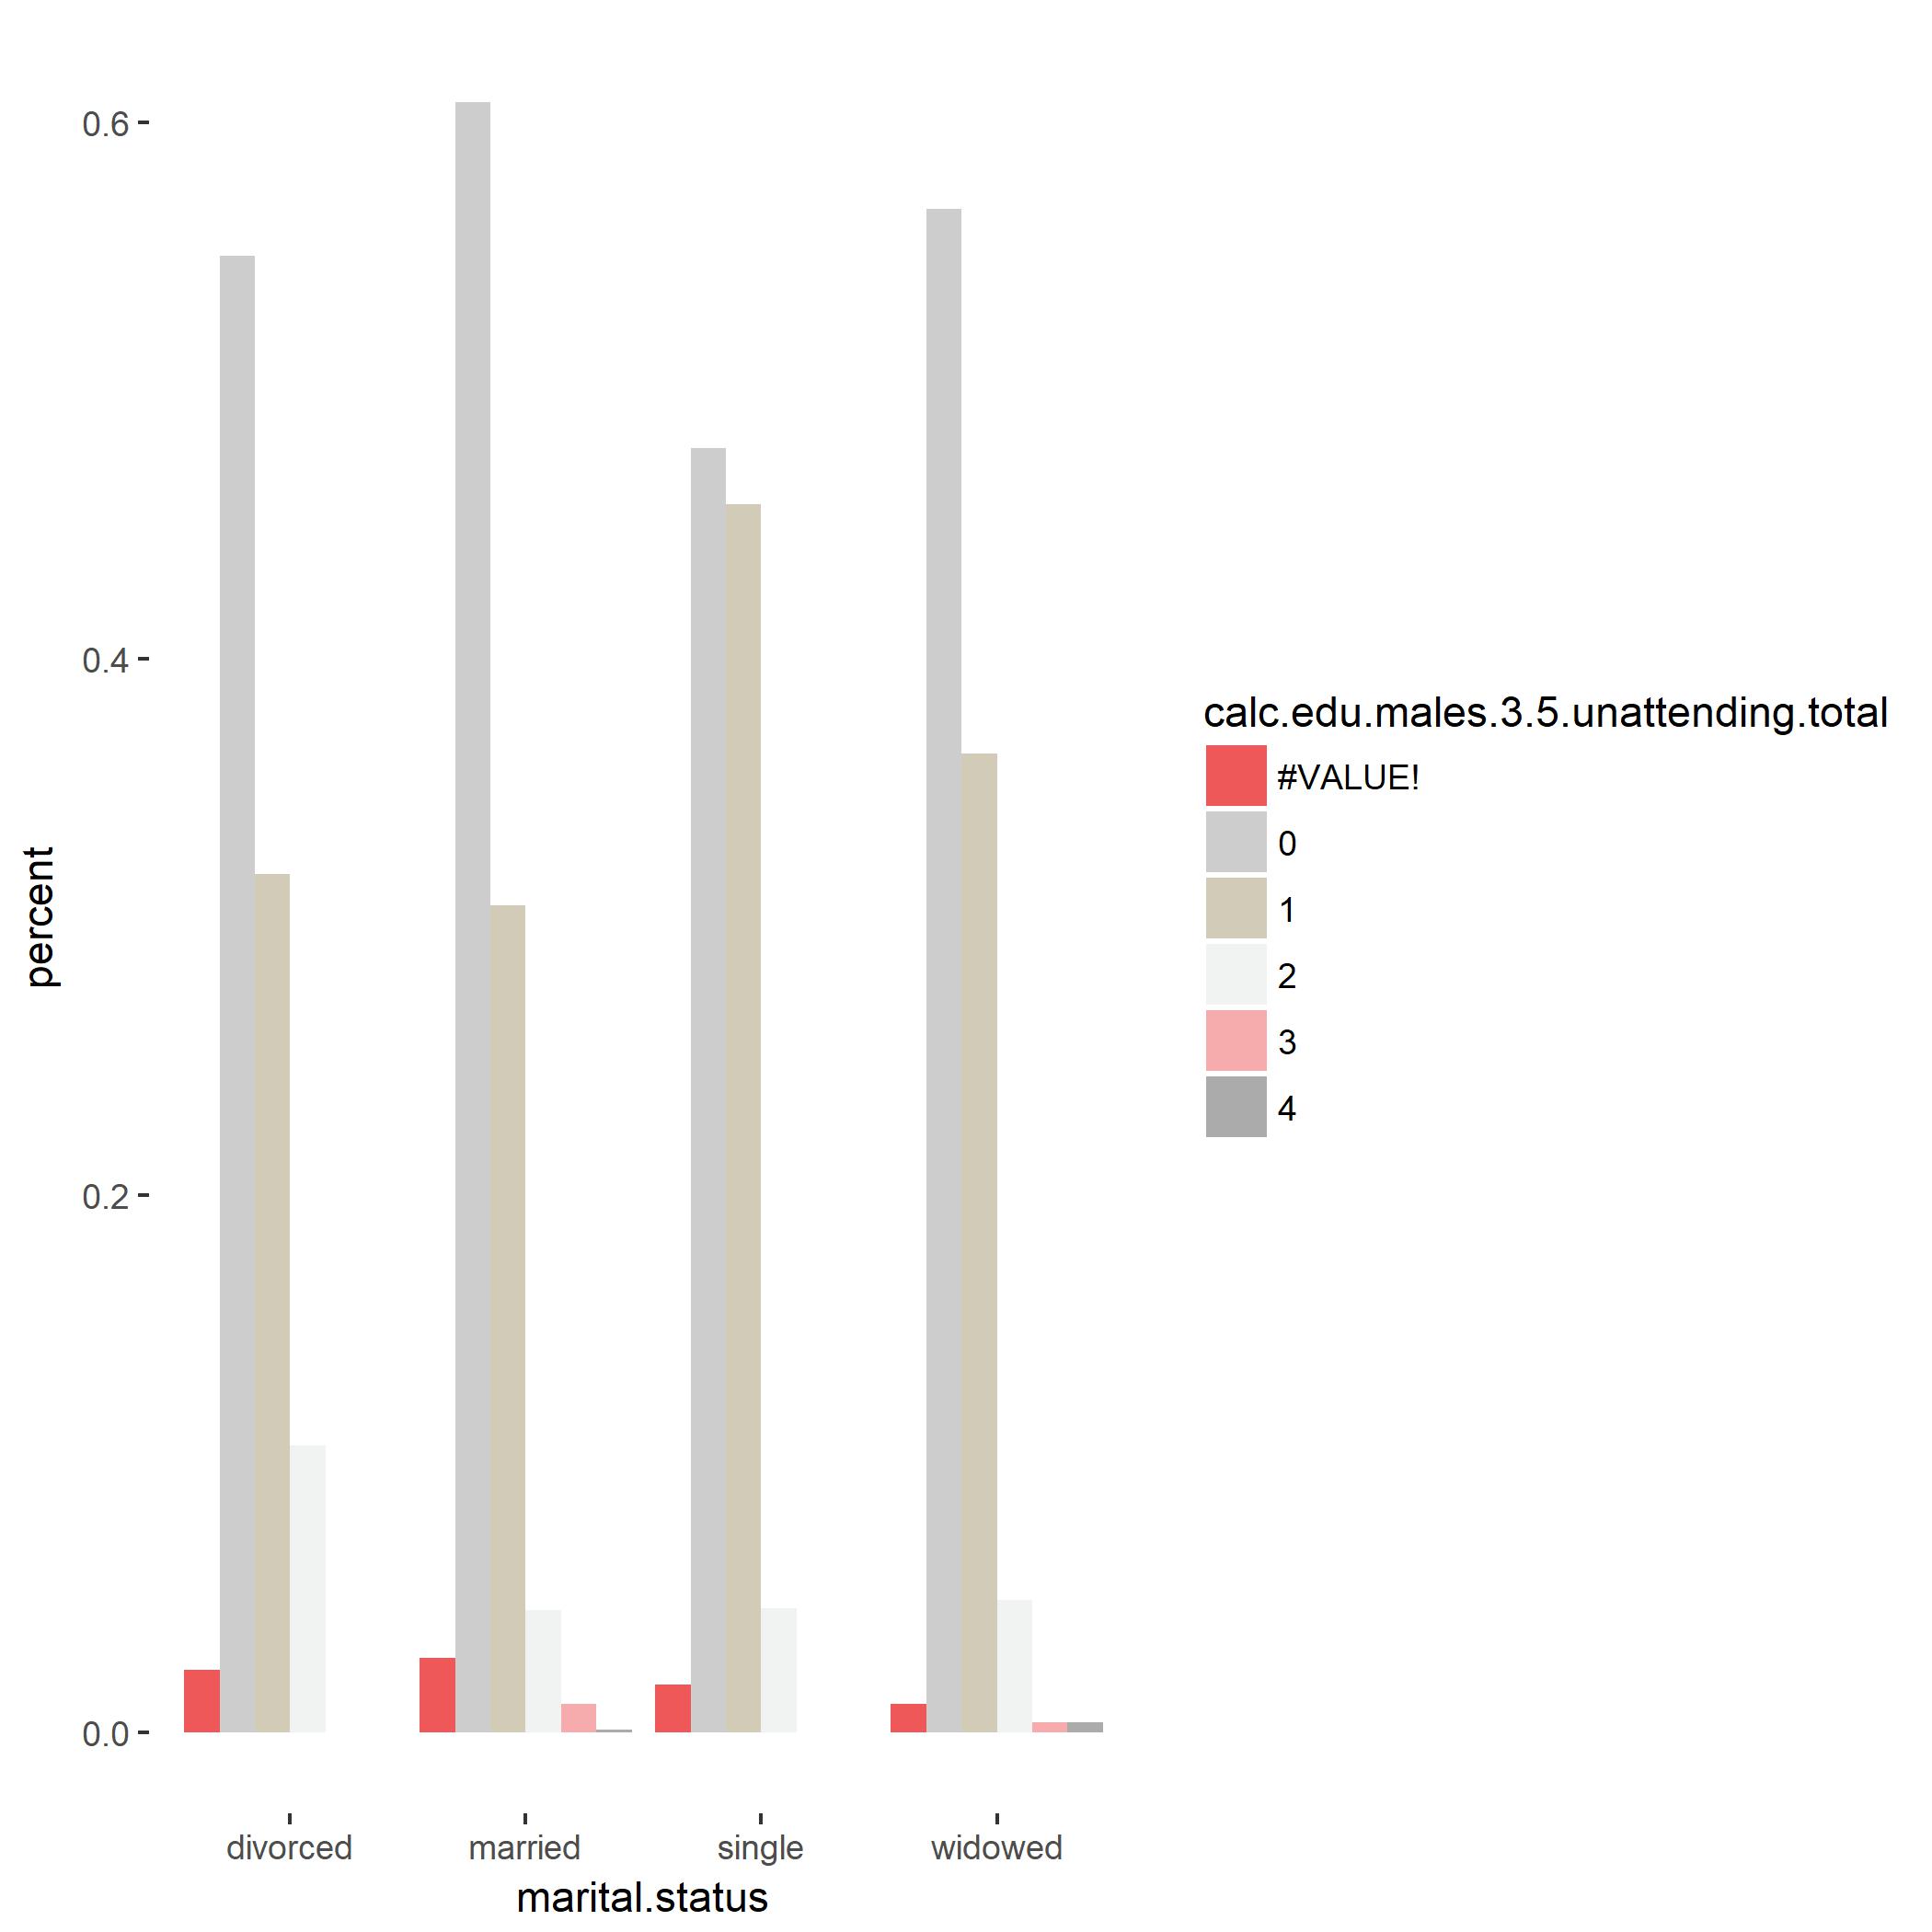 0.6
0.4
0.2
0.0
percent
divorced
married
single
widowed
marital.status
calc.edu.males.3.5.unattending.total
#VALUE!
0
1
2
3
4